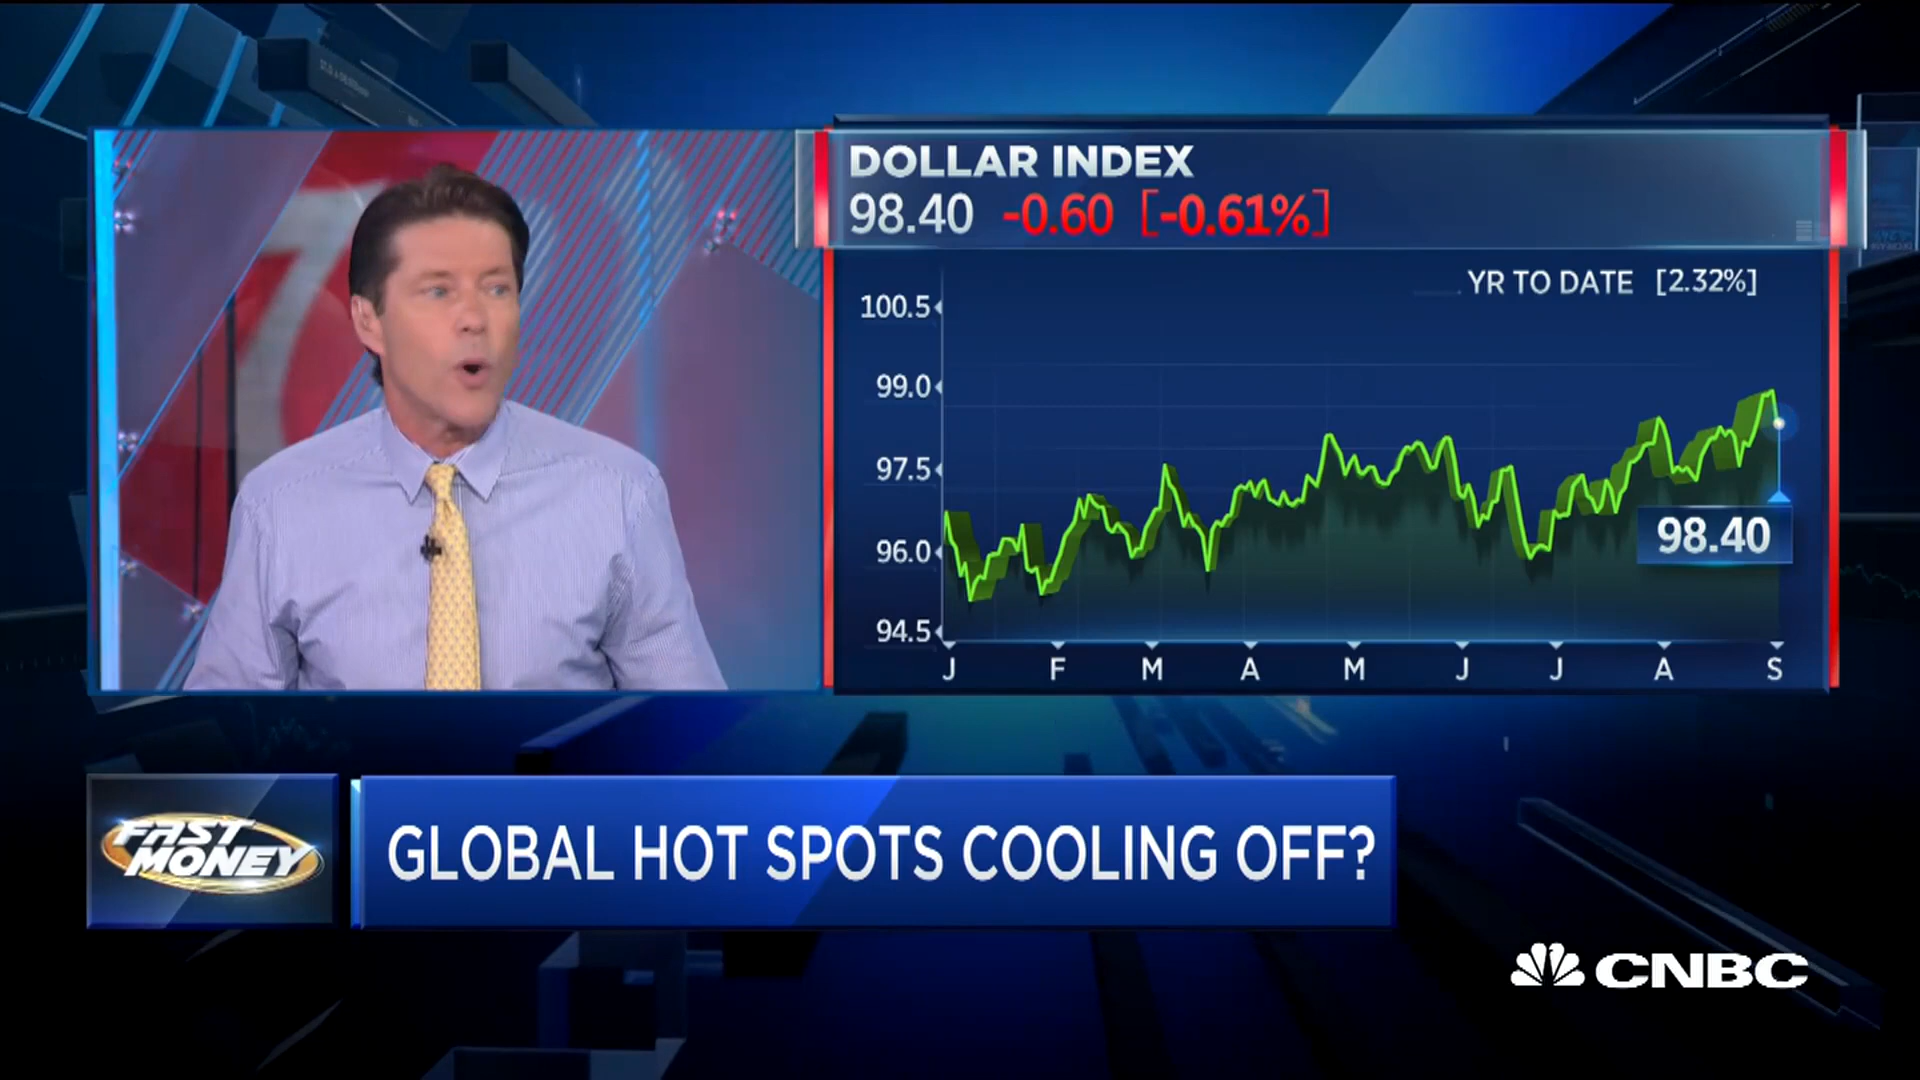 DOLLAR INDEX
98.40 -0.60 [-0.61%]
YR TO DATE [2.32%]
100.5
99.0
97.5
96.0
94.5
98.40
J F M A M J J A S
7
FAST
MONEY
GLOBAL HOT SPOTS COOLING OFF?
CNBC